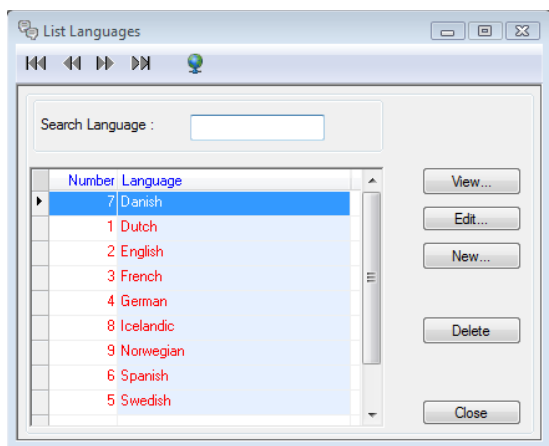 List Languages
Search Language :
Number Language
7 Danish
1 Dutch
2 English
3 French
4 German
8 Icelandic
9 Norwegian
6 Spanish
5 Swedish
View...
Edit...
New...
Delete
Close